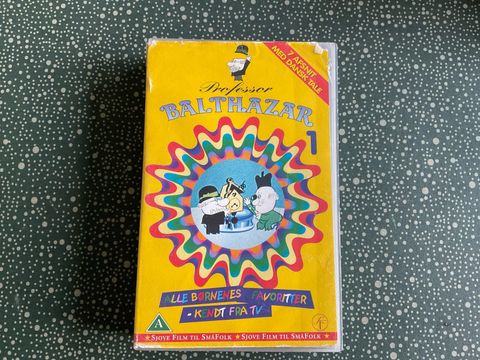 7 AFSNIT
MED DANSK TALE
Professor
BALTHAZAR
1
ALLE BØRNENES FAVORITTER
- KENDT FRA TV -
A
★ SJOVE FILM TIL SMÅFOLK ★ SJOVE FILM TIL SMÅFOLK ★